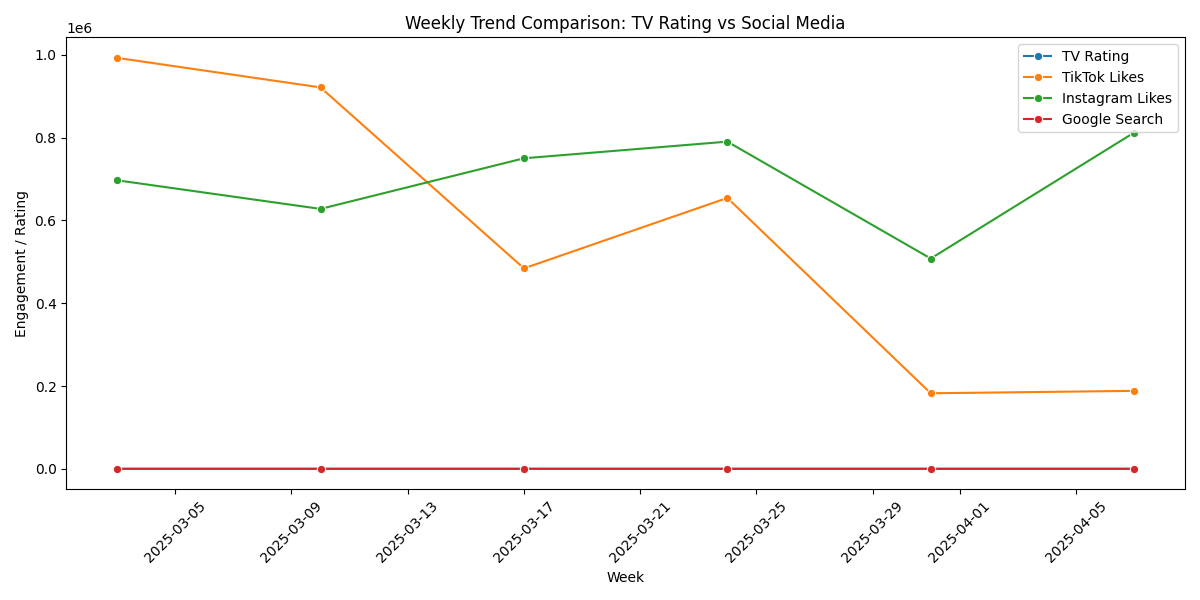 Weekly Trend Comparison: TV Rating vs Social Media
1e6
TV Rating
TikTok Likes
Instagram Likes
Google Search
1.0
0.8
0.6
0.4
0.2
0.0
Engagement / Rating
2025-03-05
2025-03-09
2025-03-13
2025-03-17
2025-03-21
2025-03-25
2025-03-29
2025-04-01
2025-04-05
Week